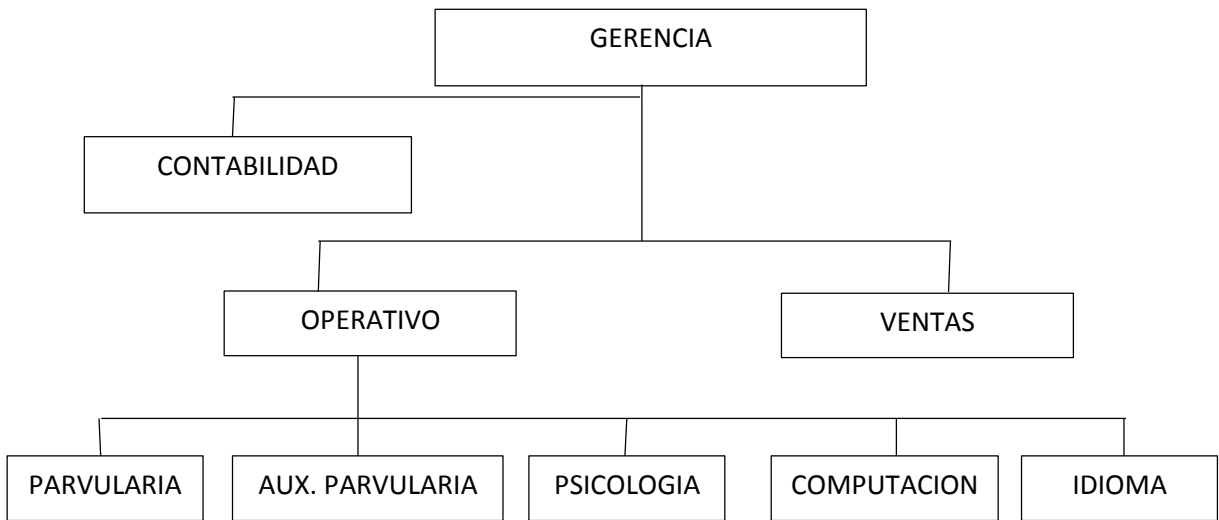 GERENCIA
CONTABILIDAD
OPERATIVO
VENTAS
PARVULARIA
AUX. PARVULARIA
PSICOLOGIA
COMPUTACION
IDIOMA